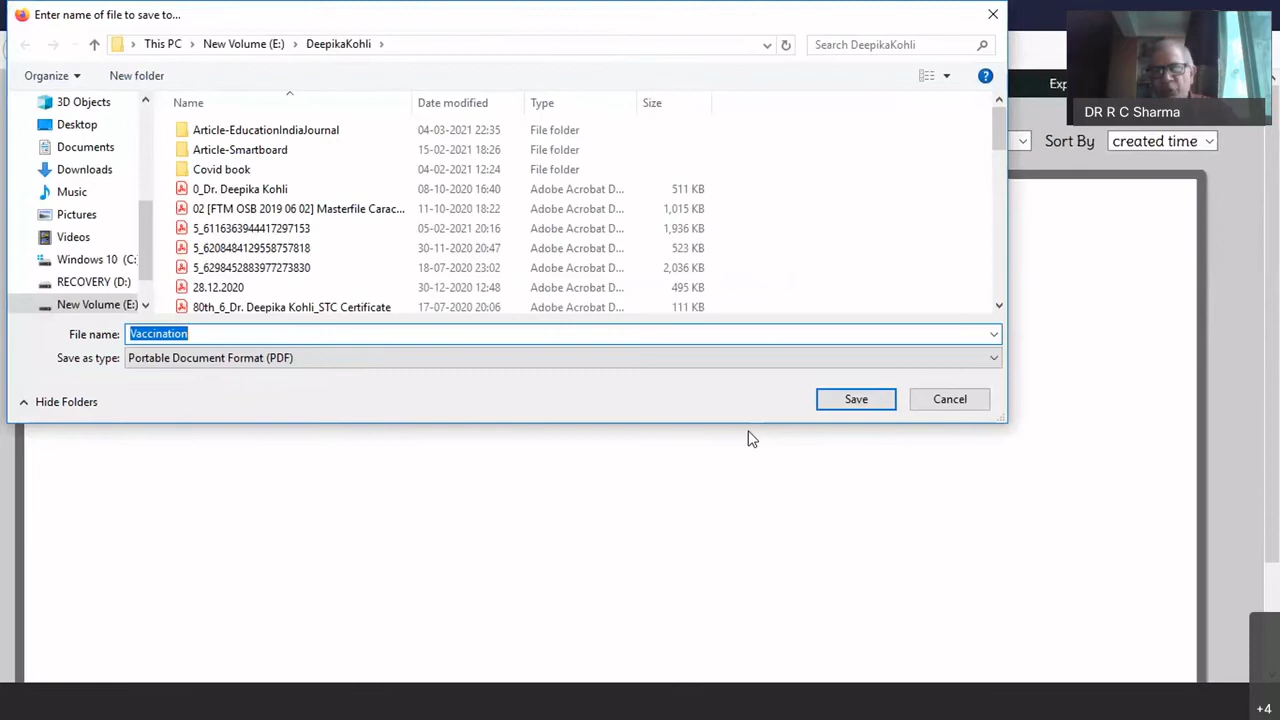 Enter name of file to save to...
This PC > New Volume (E:) > DeepikaKohli >
Search DeepikaKohli
Organize
New folder
?
3D Objects
Desktop
Documents
Downloads
Music
Pictures
Videos
Windows 10 (C:
RECOVERY (D:)
New Volume (E:)
Name Date modified Type Size
Article-EducationIndiaJournal 04-03-2021 22:35 File folder
Article-Smartboard 15-02-2021 18:26 File folder
Covid book 04-02-2021 12:24 File folder
0_Dr. Deepika Kohli 08-10-2020 16:40 Adobe Acrobat D... 511 KB
02 [FTM OSB 2019 06 02] Masterfile Carac... 11-10-2020 18:22 Adobe Acrobat D... 1,015 KB
5_6116363944417297153 05-02-2021 20:16 Adobe Acrobat D... 1,936 KB
5_6208484129558757818 30-11-2020 20:47 Adobe Acrobat D... 523 KB
5_6298452883977273830 18-07-2020 23:02 Adobe Acrobat D... 2,036 KB
28.12.2020 30-12-2020 12:48 Adobe Acrobat D... 495 KB
80th_6_Dr. Deepika Kohli_STC Certificate 17-07-2020 20:06 Adobe Acrobat D... 111 KB
File name: Vaccination
Save as type: Portable Document Format (PDF)
Hide Folders
Save
Cancel
Exp
DR R C Sharma
Sort By created time
+4